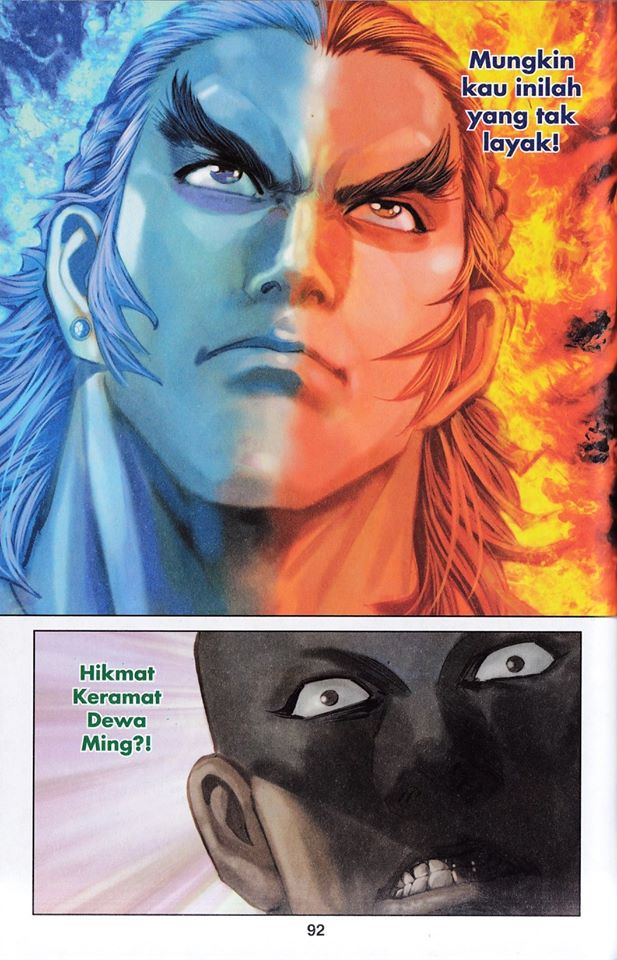 Mungkin
kau inilah
yang tak
layak!
Hikmat
Keramat
Dewa
Ming?!
92